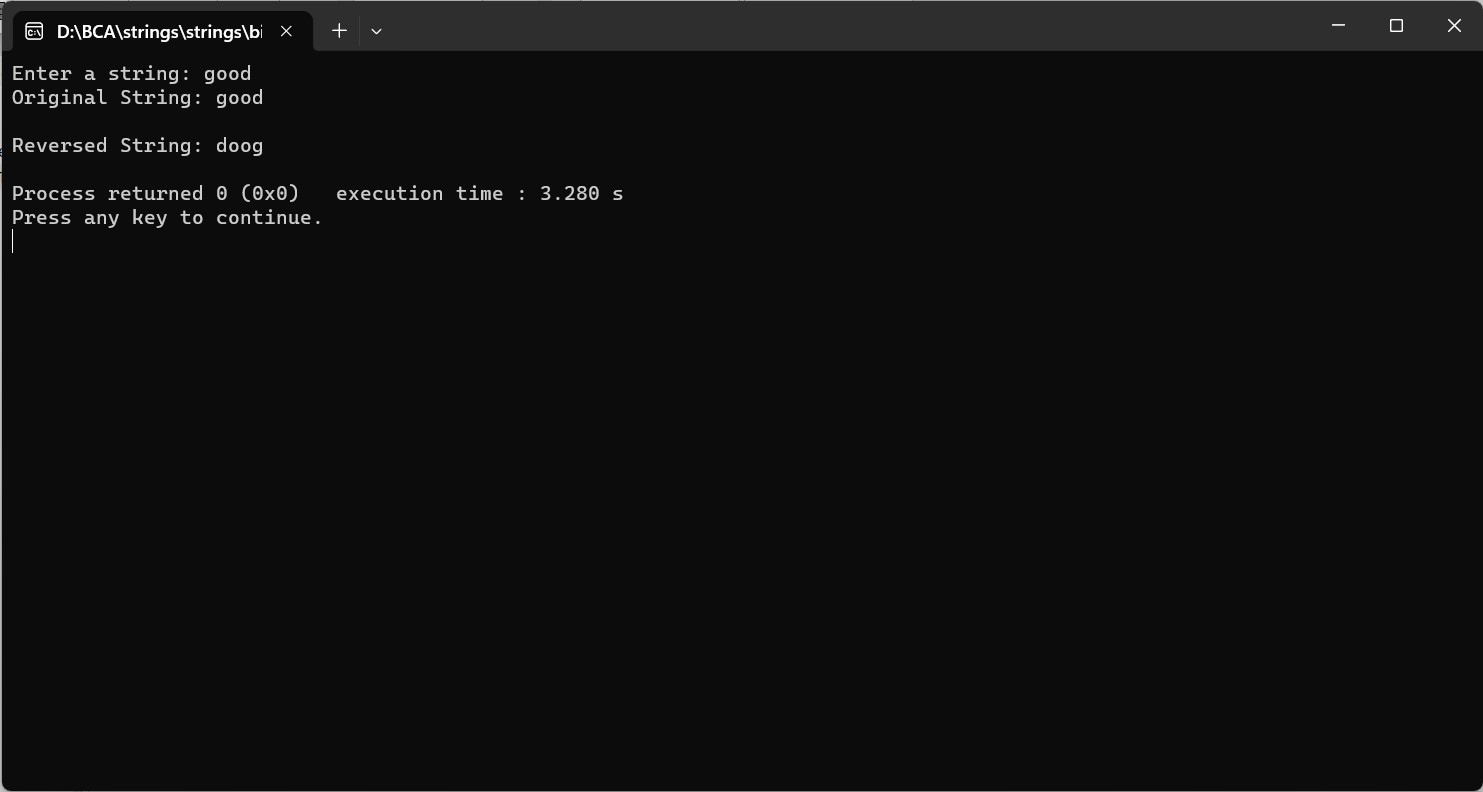 D:\BCA\strings\strings\bi
Enter a string: good
Original String: good
Reversed String: doog
Process returned 0 (0x0)   execution time : 3.280 s
Press any key to continue.